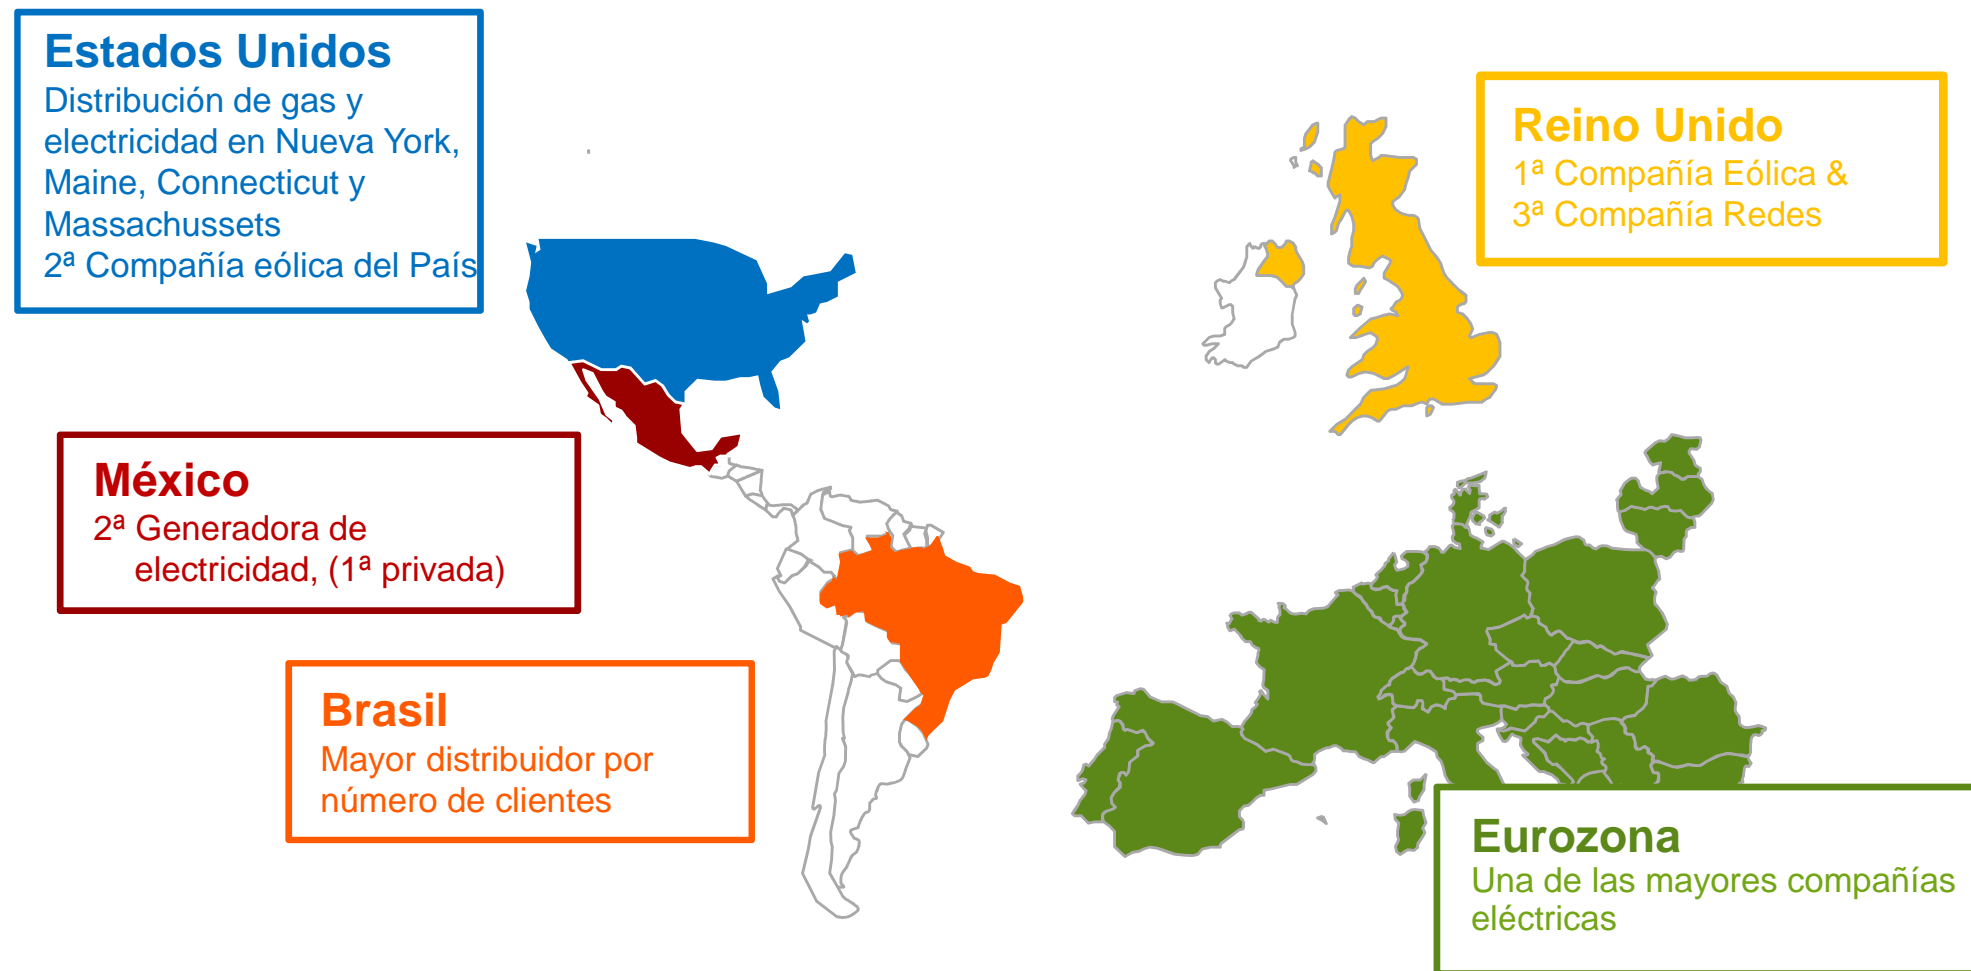 Estados Unidos
Distribución de gas y
electricidad en Nueva York,
Maine, Connecticut y
Massachussets
2ª Compañía eólica del País
Reino Unido
1ª Compañía Eólica &
3ª Compañía Redes
México
2ª Generadora de
electricidad, (1ª privada)
Brasil
Mayor distribuidor por
número de clientes
Eurozona
Una de las mayores compañías
eléctricas